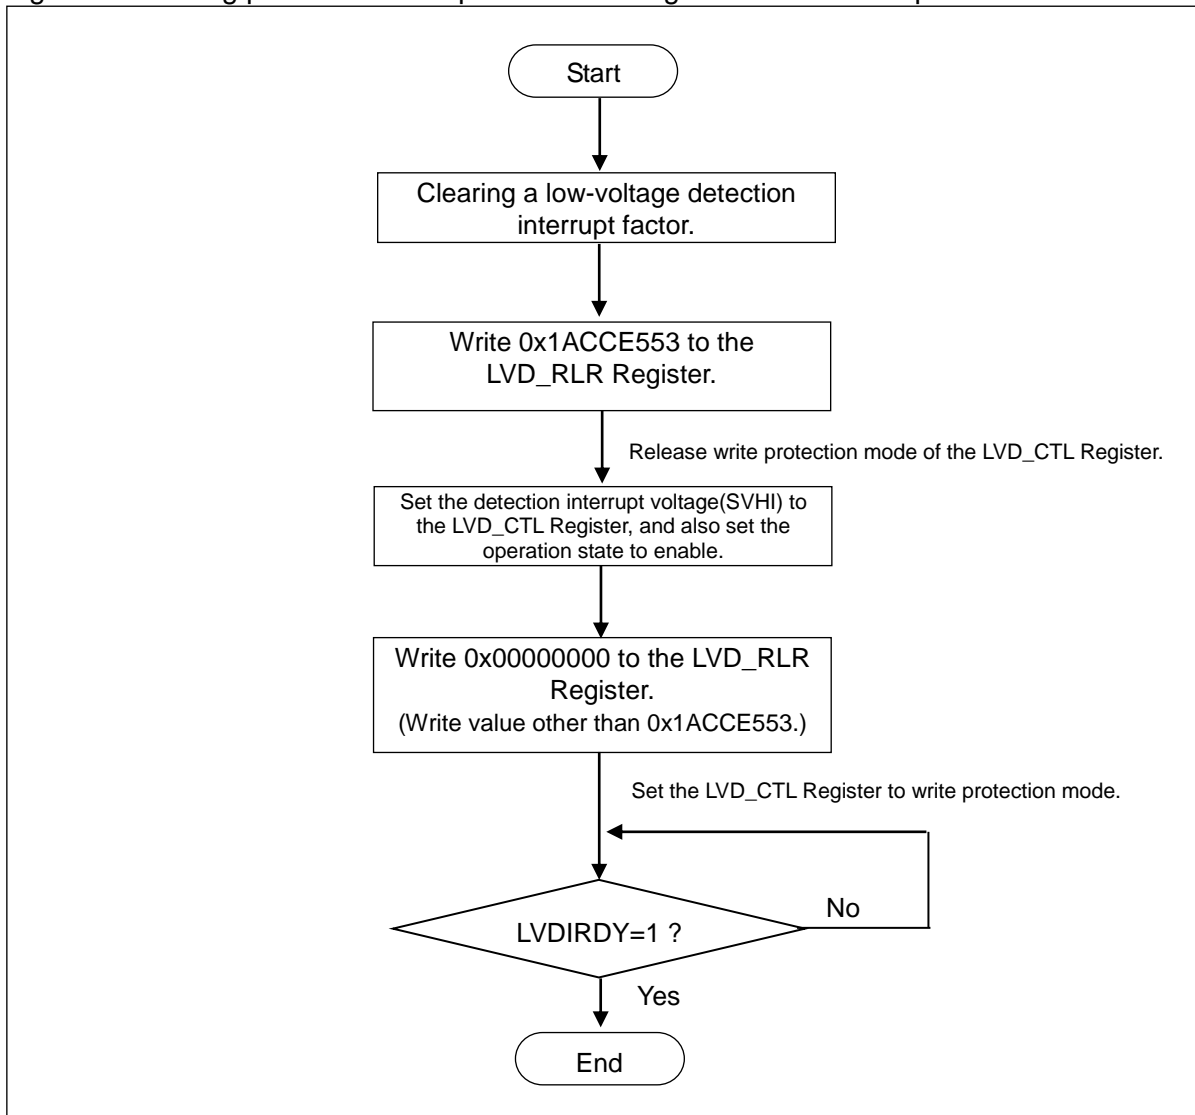 Start
Clearing a low-voltage detection
interrupt factor.
Write 0x1ACCE553 to the
LVD_RLR Register.
Release write protection mode of the LVD_CTL Register.
Set the detection interrupt voltage(SVHI) to
the LVD_CTL Register, and also set the
operation state to enable.
Write 0x00000000 to the LVD_RLR
Register.
(Write value other than 0x1ACCE553.)
Set the LVD_CTL Register to write protection mode.
No
LVDIRDY=1 ?
Yes
End